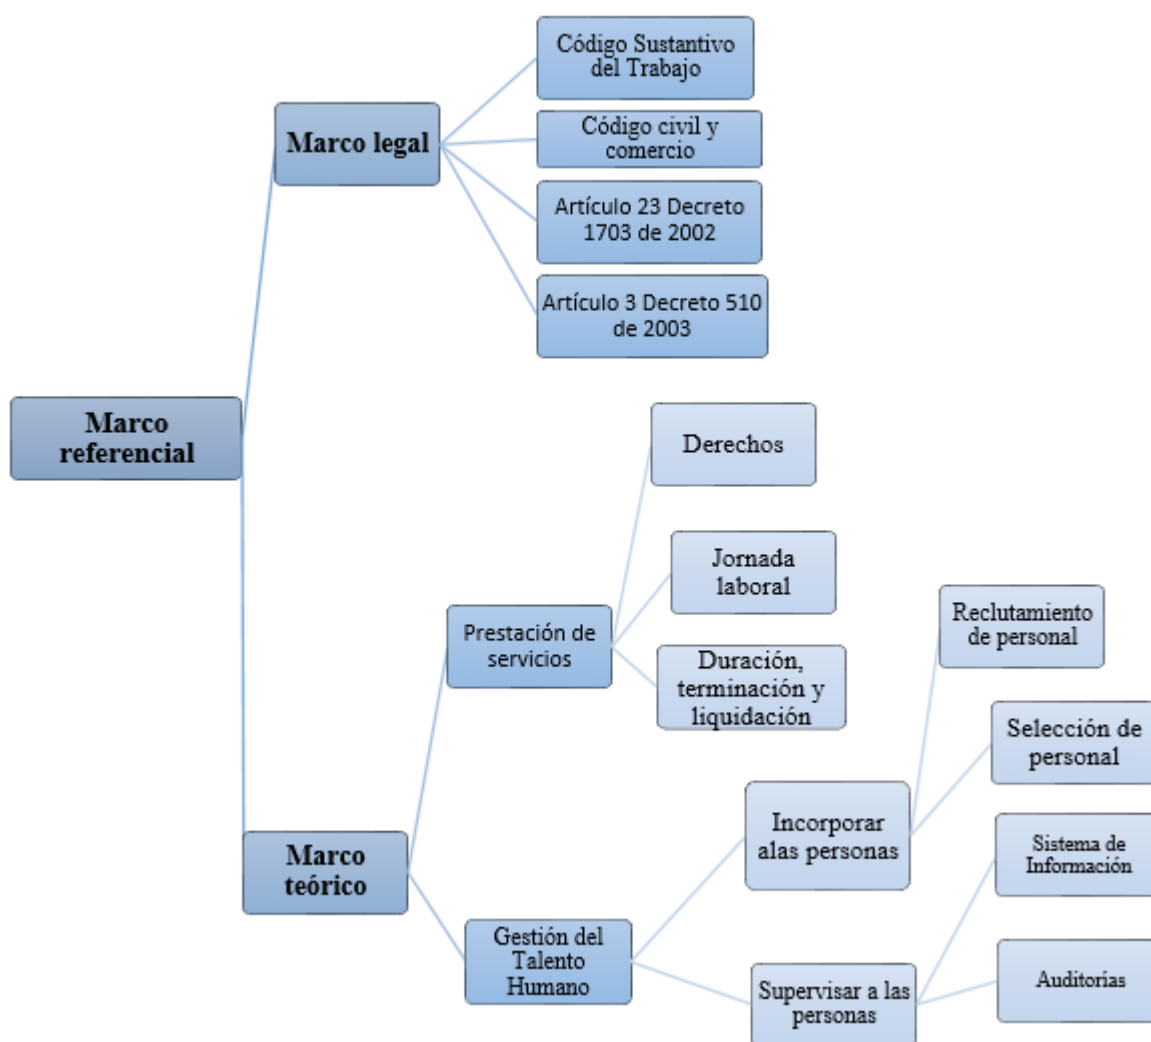 Marco
referencial
Marco legal
Código Sustantivo
del Trabajo
Código civil y
comercio
Artículo 23 Decreto
1703 de 2002
Artículo 3 Decreto 510
de 2003
Marco
teórico
Prestación de
servicios
Derechos
Jornada
laboral
Duración,
terminación y
liquidación
Gestión del
Talento
Humano
Incorporar
alas personas
Reclutamiento
de personal
Selección de
personal
Supervisar a las
personas
Sistema de
Información
Auditorías